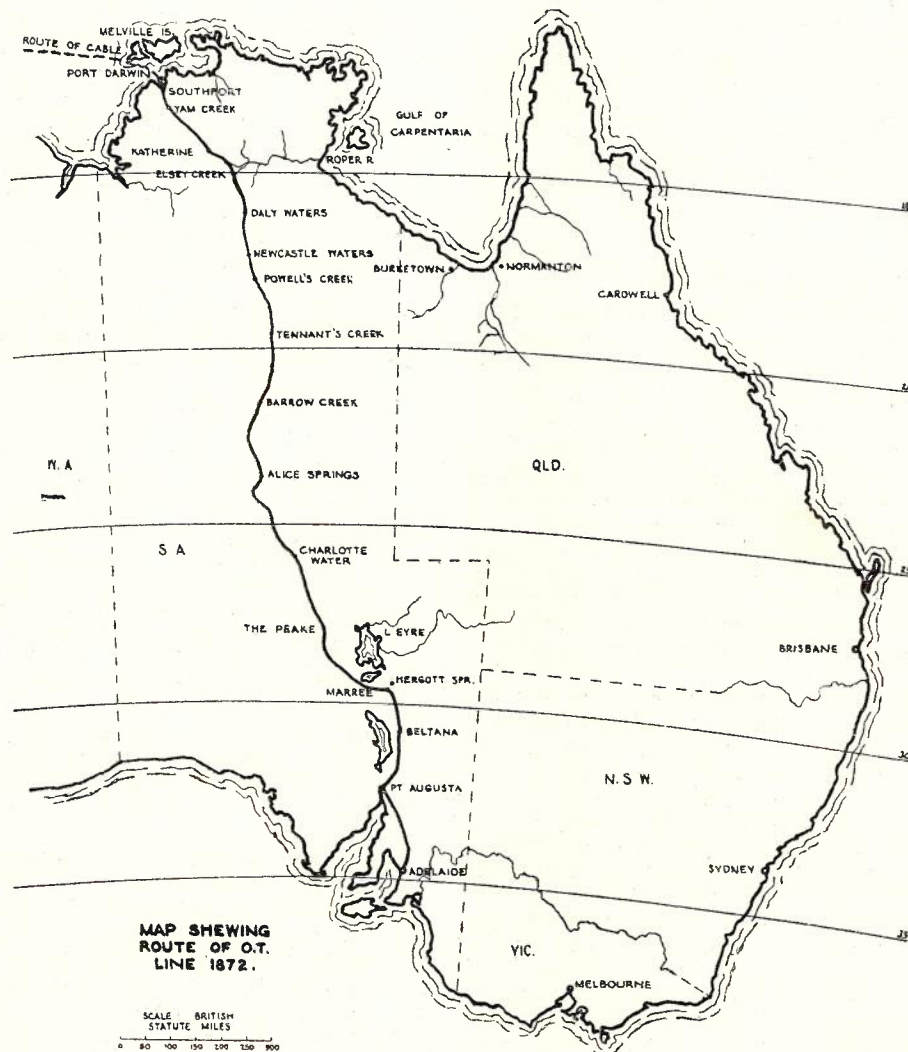 MELVILLE IS.
ROUTE OF CABLE
PORT DARWIN
SOUTHPORT
YAM CREEK
GULF OF
CARPENTARIA
KATHERINE
ROPER R.
ELSEY CREEK
DALY WATERS
NEWCASTLE WATERS
BURKETOWN
NORMANTON
POWELL'S CREEK
CARDWELL
TENNANT'S CREEK
BARROW CREEK
W.A
ALICE SPRINGS
QLD.
S A
CHARLOTTE
WATER
THE PEAKE
L. EYRE
BRISBANE
HERGOTT SPR.
MARREE
BELTANA
N.S.W.
PT AUGUSTA
ADELAIDE
SYDNEY
MAP SHEWING
ROUTE OF O.T.
LINE 1872.
VIC.
MELBOURNE
SCALE BRITISH
STATUTE MILES
0 50 100 200 300